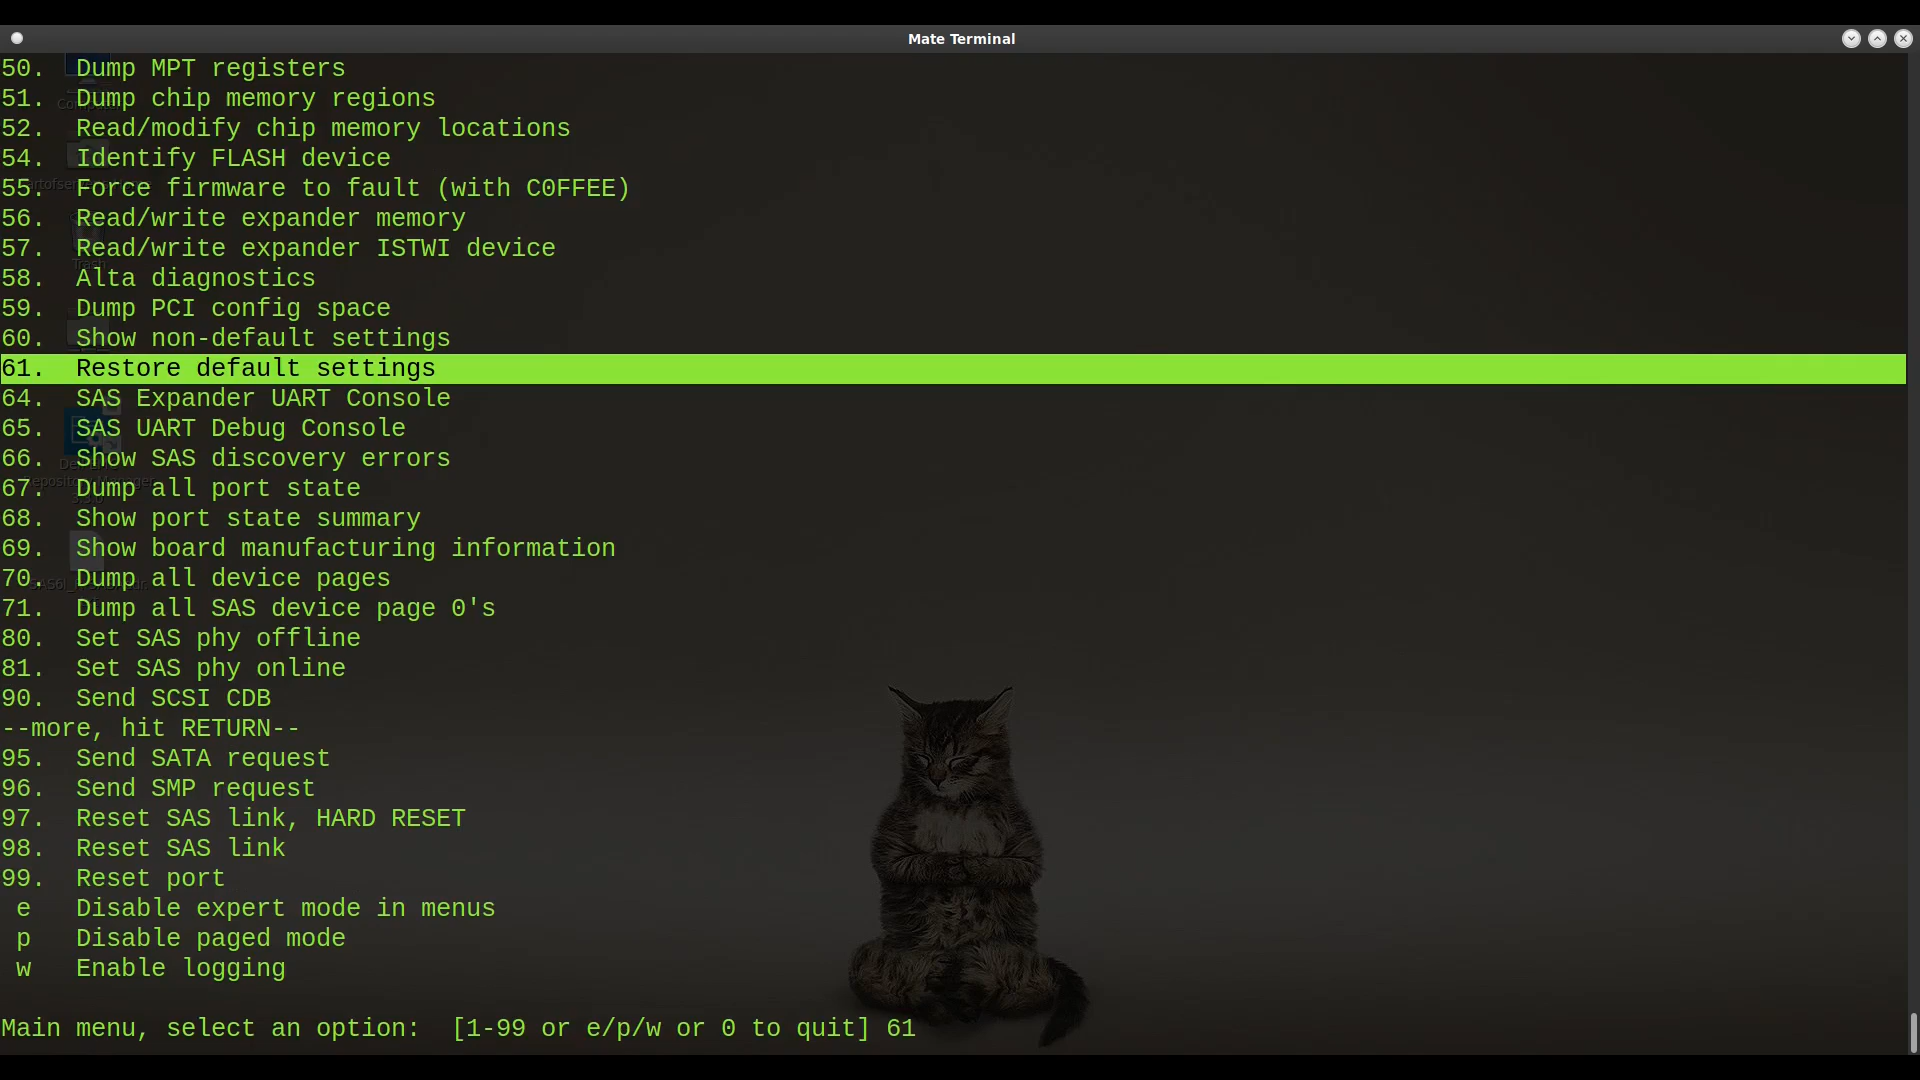 Mate Terminal
50.  Dump MPT registers
51.  Dump chip memory regions
52.  Read/modify chip memory locations
54.  Identify FLASH device
55.  Force firmware to fault (with C0FFEE)
56.  Read/write expander memory
57.  Read/write expander ISTWI device
58.  Alta diagnostics
59.  Dump PCI config space
60.  Show non-default settings
61.  Restore default settings
64.  SAS Expander UART Console
65.  SAS UART Debug Console
66.  Show SAS discovery errors
67.  Dump all port state
68.  Show port state summary
69.  Show board manufacturing information
70.  Dump all device pages
71.  Dump all SAS device page 0's
80.  Set SAS phy offline
81.  Set SAS phy online
90.  Send SCSI CDB
--more, hit RETURN--
95.  Send SATA request
96.  Send SMP request
97.  Reset SAS link, HARD RESET
98.  Reset SAS link
99.  Reset port
e   Disable expert mode in menus
p   Disable paged mode
w   Enable logging
Main menu, select an option:  [1-99 or e/p/w or 0 to quit] 61